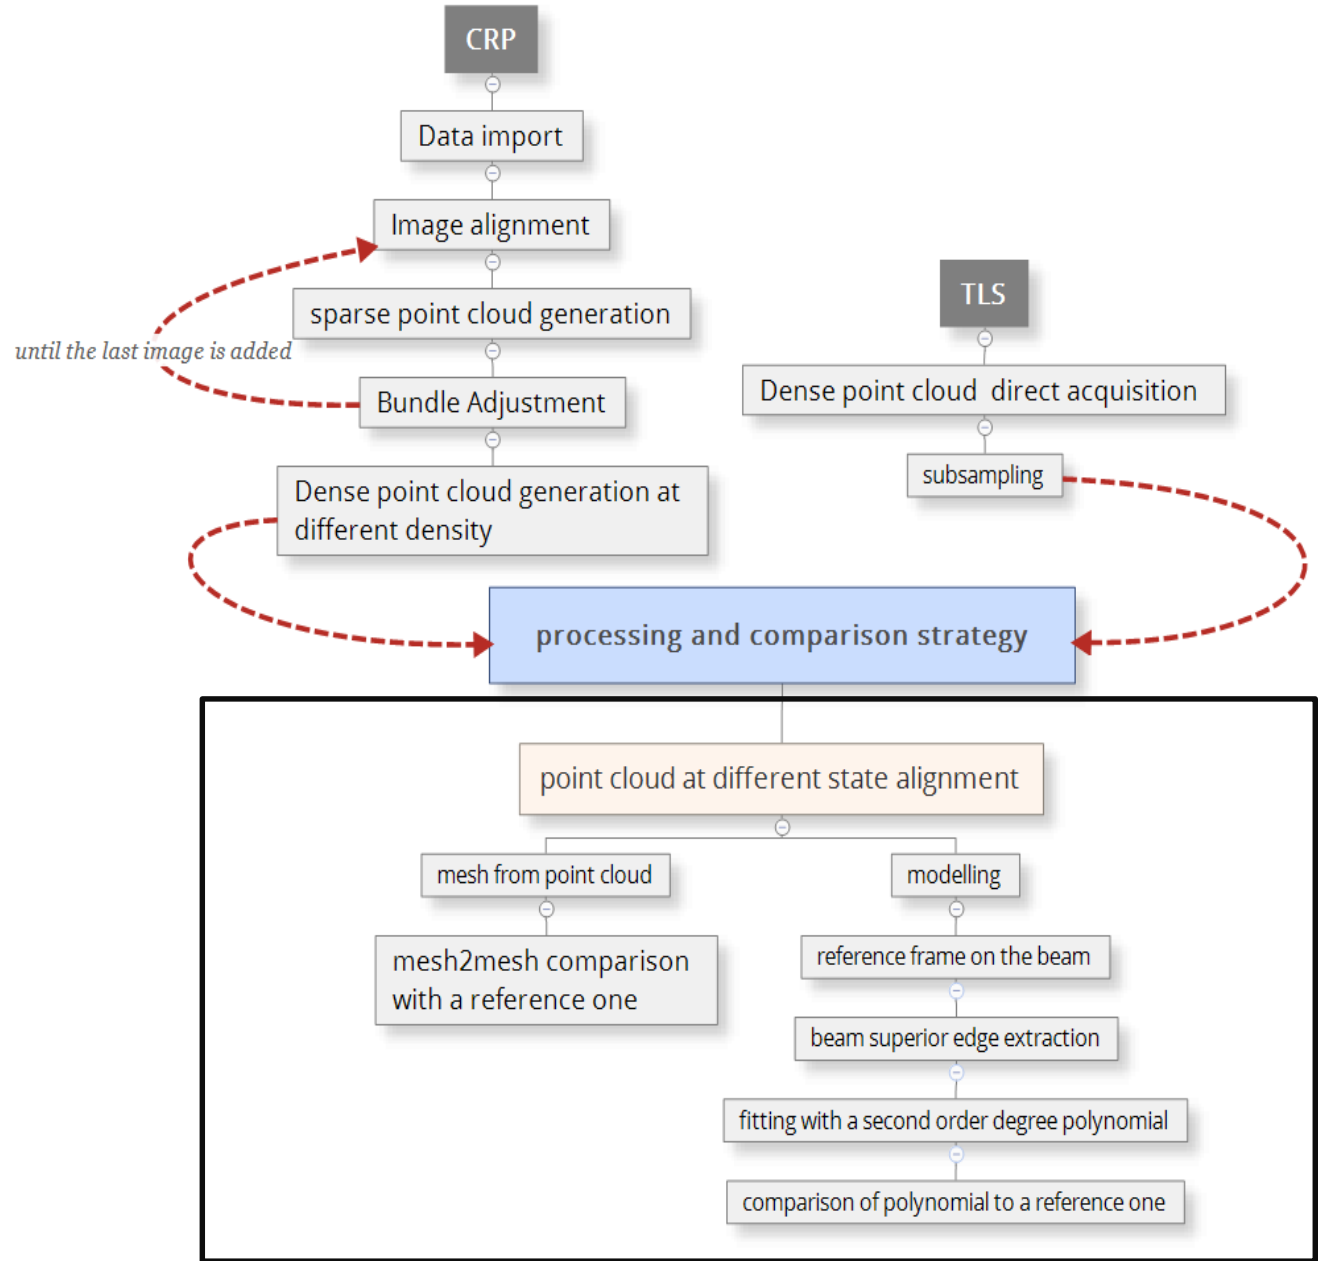 CRP
Data import
Image alignment
sparse point cloud generation
until the last image is added
Bundle Adjustment
Dense point cloud generation at
different density
TLS
Dense point cloud direct acquisition
subsampling
processing and comparison strategy
point cloud at different state alignment
mesh from point cloud
mesh2mesh comparison
with a reference one
modelling
reference frame on the beam
beam superior edge extraction
fitting with a second order degree polynomial
comparison of polynomial to a reference one